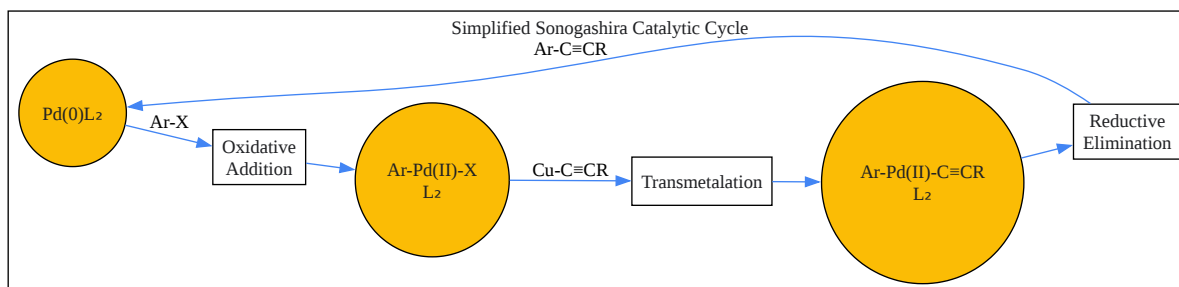 Simplified Sonogashira Catalytic Cycle
Ar-C≡CR
Pd(0)L₂
Ar-X
Oxidative
Addition
Ar-Pd(II)-X
L₂
Cu-C≡CR
Transmetalation
Ar-Pd(II)-C≡CR
L₂
Reductive
Elimination